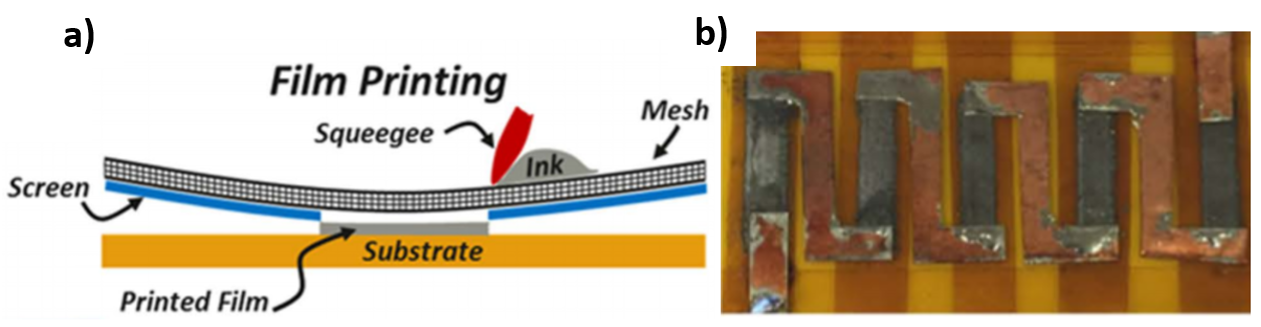 a)
b)
Film Printing
Squeegee
Mesh
Ink
Screen
Substrate
Printed Film